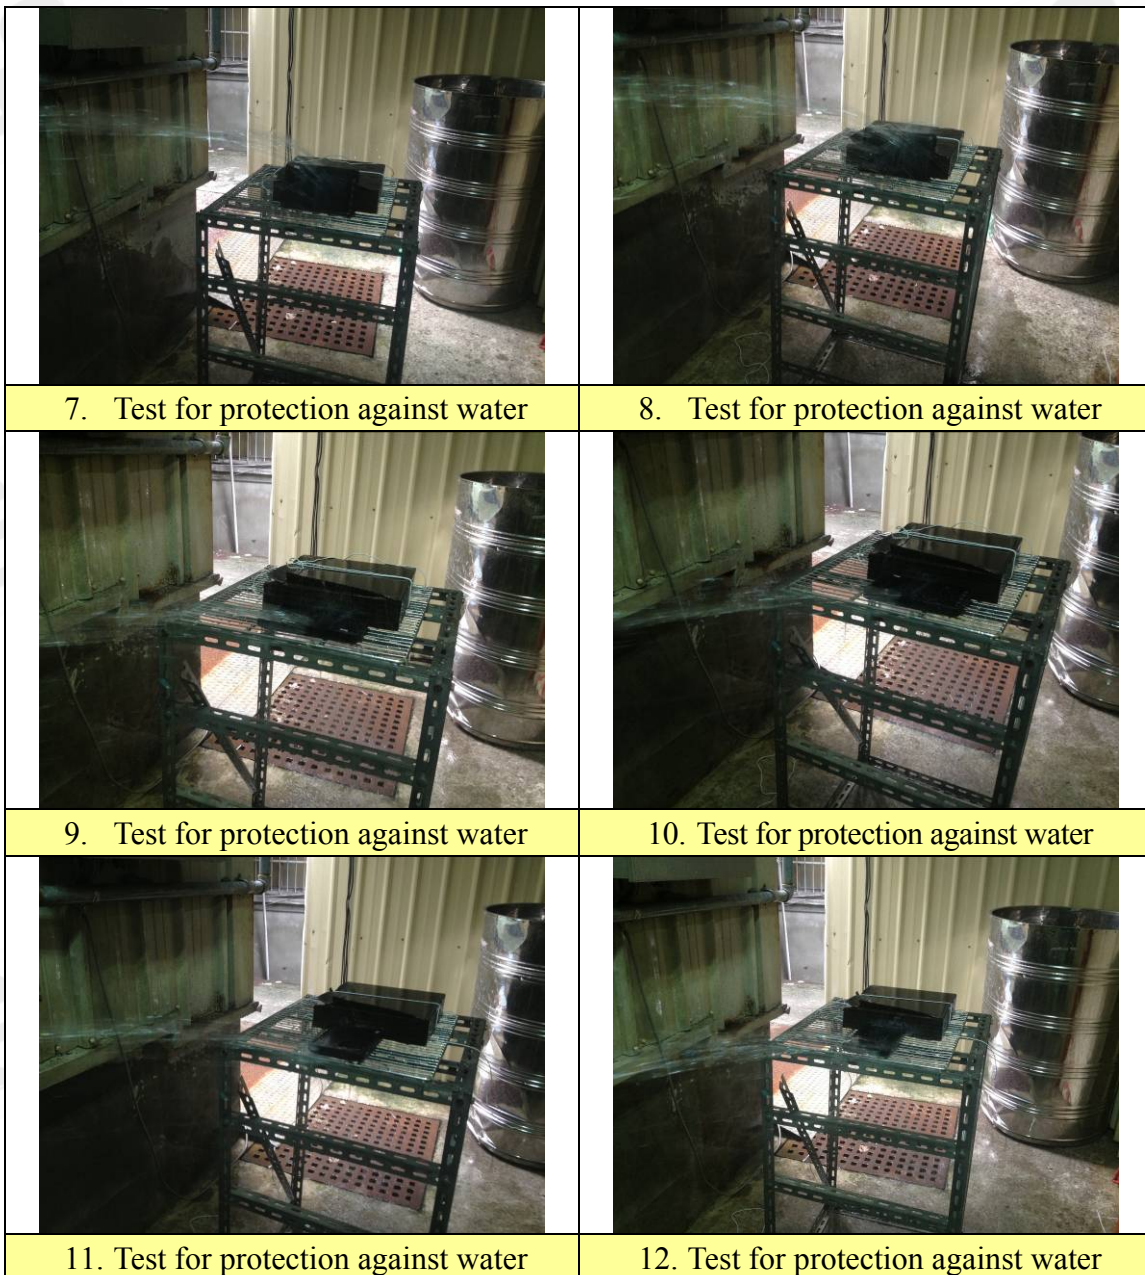 7. Test for protection against water
8. Test for protection against water
9. Test for protection against water
10. Test for protection against water
11. Test for protection against water
12. Test for protection against water